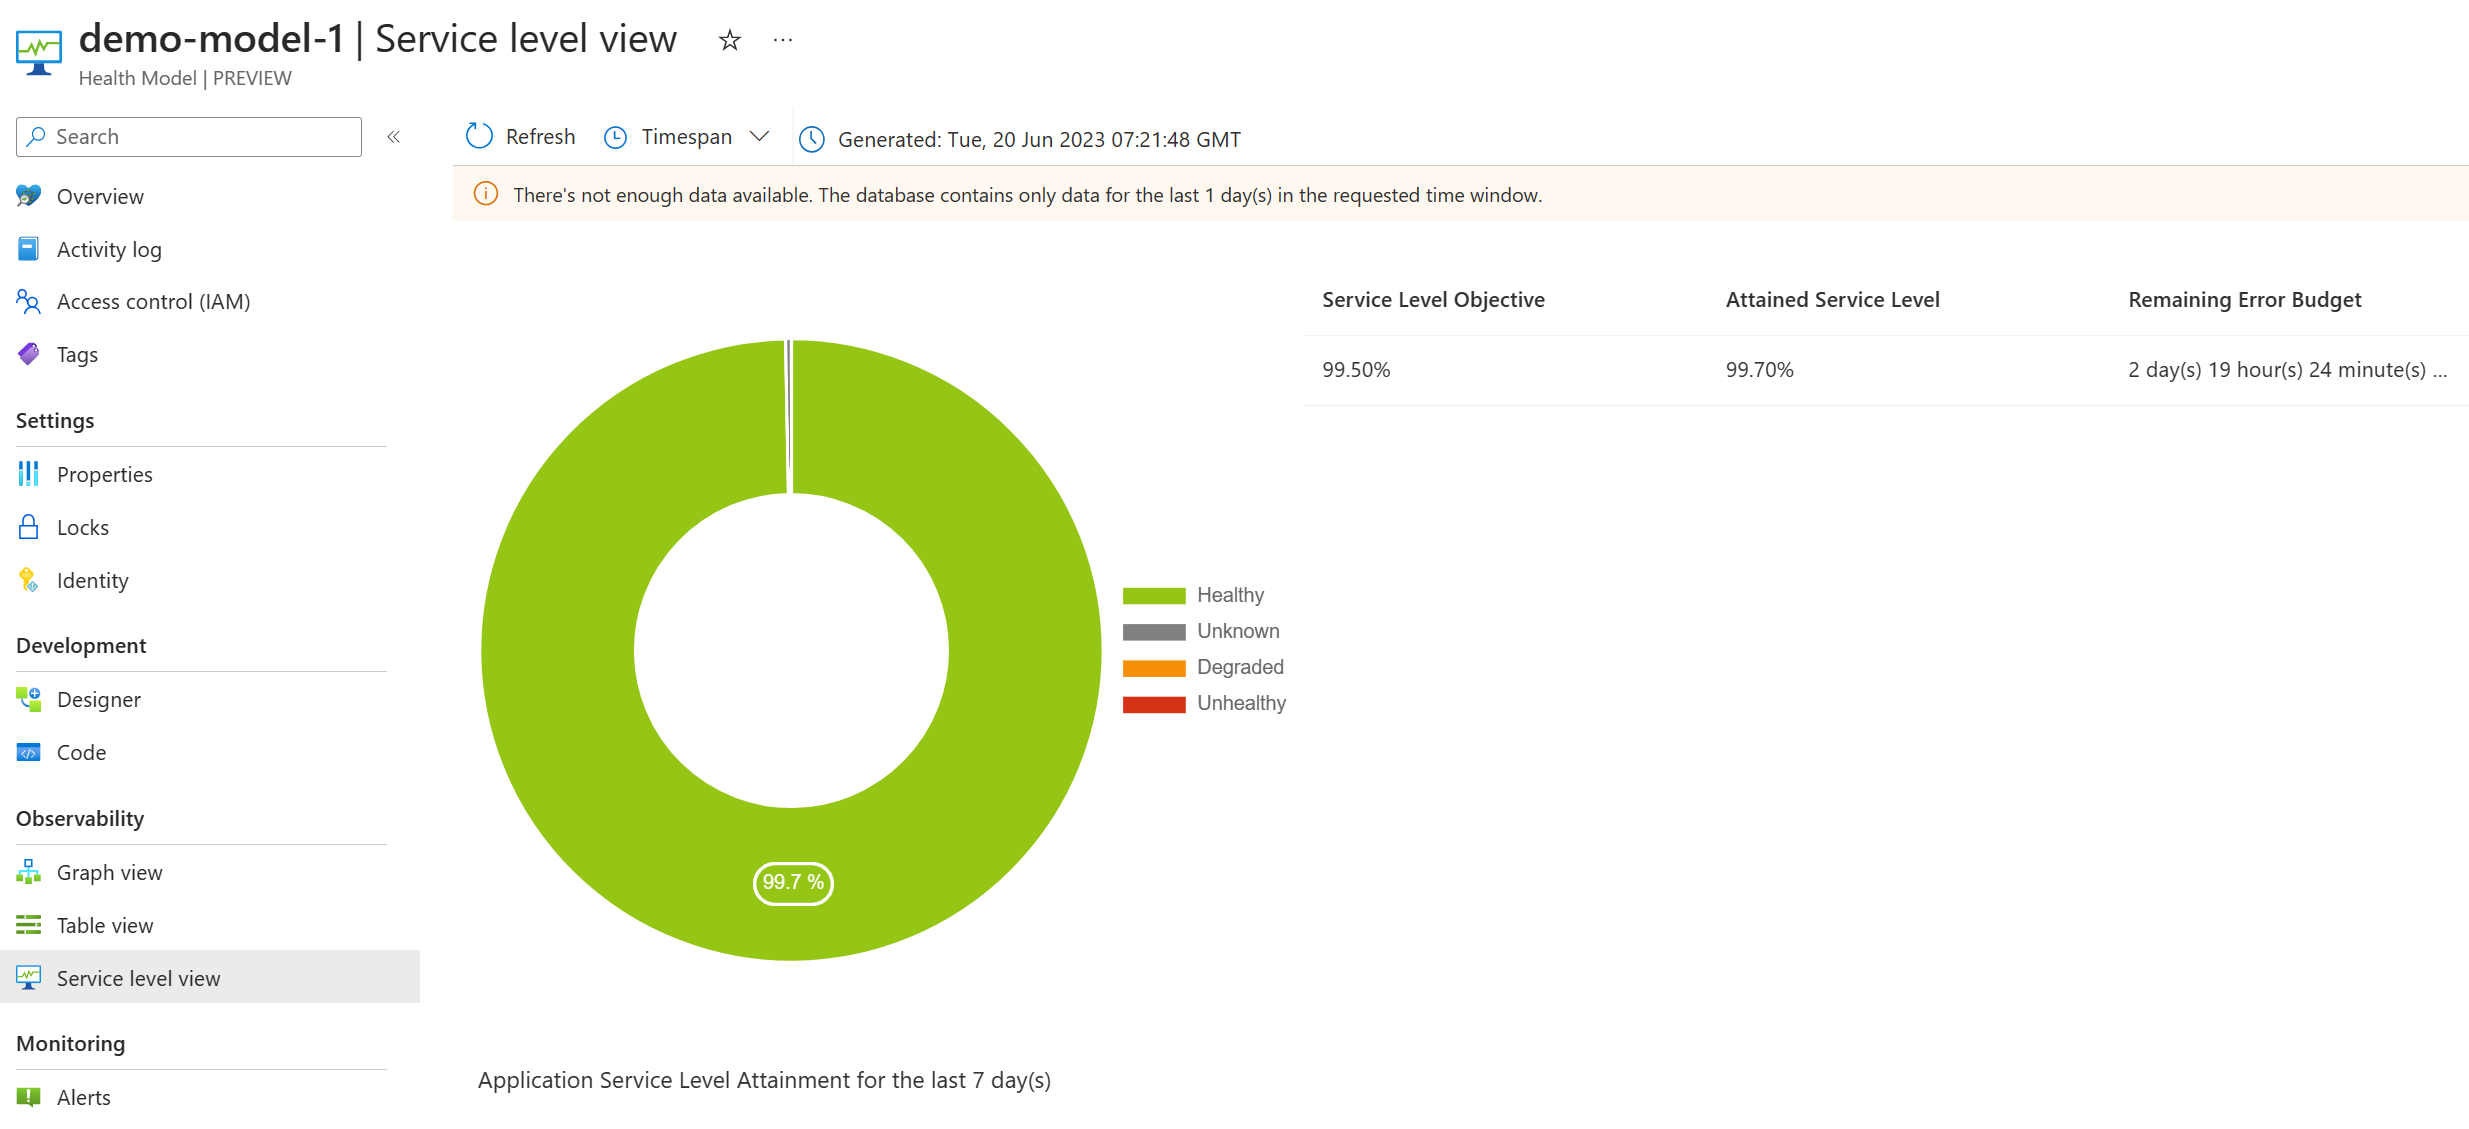 demo-model-1 | Service level view ☆ ···
Health Model | PREVIEW
Search «
Overview
Activity log
Access control (IAM)
Tags
Settings
Properties
Locks
Identity
Development
Designer
Code
Observability
Graph view
Table view
Service level view
Monitoring
Alerts
Refresh Timespan Generated: Tue, 20 Jun 2023 07:21:48 GMT
There's not enough data available. The database contains only data for the last 1 day(s) in the requested time window.
Service Level Objective Attained Service Level Remaining Error Budget
99.50% 99.70% 2 day(s) 19 hour(s) 24 minute(s) ...
Healthy
Unknown
Degraded
Unhealthy
99.7 %
Application Service Level Attainment for the last 7 day(s)